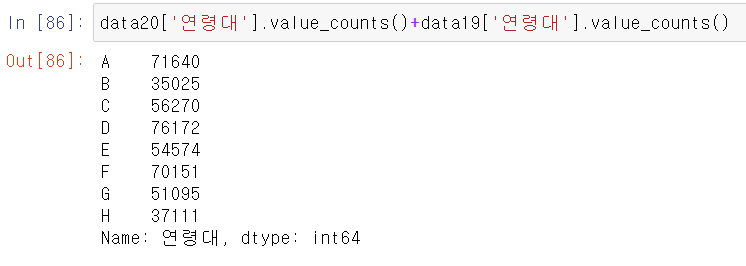 In [86]: data20['연령대'].value_counts()+data19['연령대'].value_counts()
Out[86]: A 71640
B 35025
C 56270
D 76172
E 54574
F 70151
G 51095
H 37111
Name: 연령대, dtype: int64